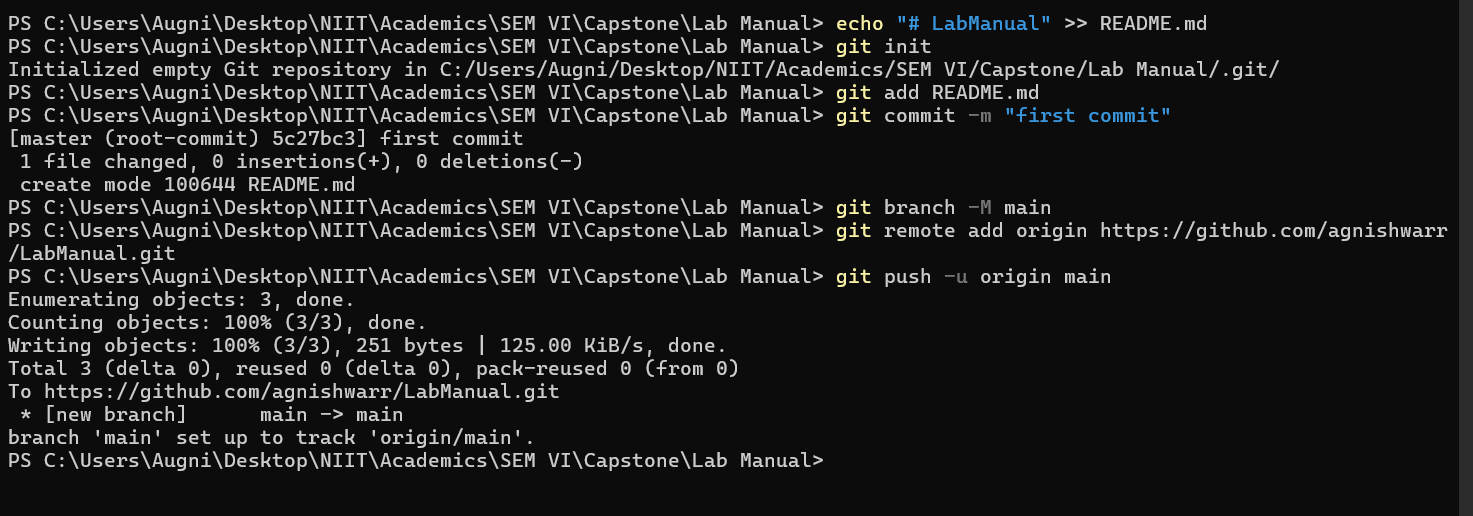 PS C:\Users\Augni\Desktop\NIIT\Academics\SEM VI\Capstone\Lab Manual> echo "# LabManual" >> README.md
PS C:\Users\Augni\Desktop\NIIT\Academics\SEM VI\Capstone\Lab Manual> git init
Initialized empty Git repository in C:/Users/Augni/Desktop/NIIT/Academics/SEM VI/Capstone/Lab Manual/.git/
PS C:\Users\Augni\Desktop\NIIT\Academics\SEM VI\Capstone\Lab Manual> git add README.md
PS C:\Users\Augni\Desktop\NIIT\Academics\SEM VI\Capstone\Lab Manual> git commit -m "first commit"
[master (root-commit) 5c27bc3] first commit
 1 file changed, 0 insertions(+), 0 deletions(-)
 create mode 100644 README.md
PS C:\Users\Augni\Desktop\NIIT\Academics\SEM VI\Capstone\Lab Manual> git branch -M main
PS C:\Users\Augni\Desktop\NIIT\Academics\SEM VI\Capstone\Lab Manual> git remote add origin https://github.com/agnishwarr
/LabManual.git
PS C:\Users\Augni\Desktop\NIIT\Academics\SEM VI\Capstone\Lab Manual> git push -u origin main
Enumerating objects: 3, done.
Counting objects: 100% (3/3), done.
Writing objects: 100% (3/3), 251 bytes | 125.00 KiB/s, done.
Total 3 (delta 0), reused 0 (delta 0), pack-reused 0 (from 0)
To https://github.com/agnishwarr/LabManual.git
 * [new branch]      main -> main
branch 'main' set up to track 'origin/main'.
PS C:\Users\Augni\Desktop\NIIT\Academics\SEM VI\Capstone\Lab Manual>